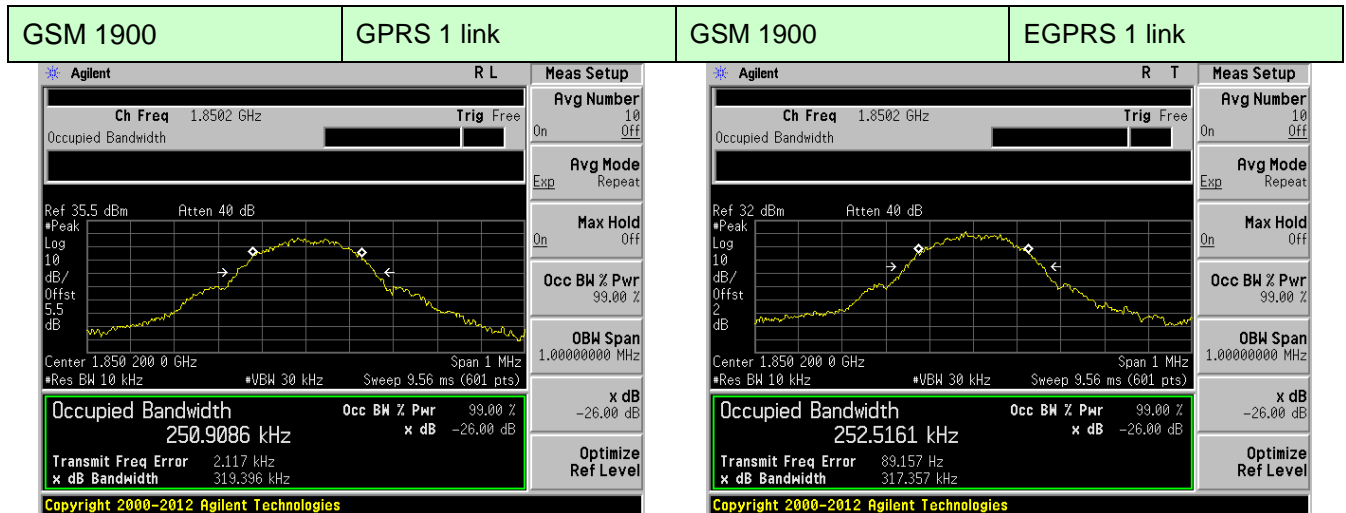 GSM 1900 GPRS 1 link GSM 1900 EGPRS 1 link
Agilent R L Meas Setup
Ch Freq 1.8502 GHz Trig Free
Occupied Bandwidth
Avg Number
10
On Off
Avg Mode
Exp Repeat
Max Hold
On Off
Occ BW % Pwr
99.00 %
OBW Span
1.00000000 MHz
x dB
-26.00 dB
Optimize
Ref Level
Ref 35.5 dBm Atten 40 dB
#Peak
Log
10
dB/
Offst
5.5
dB
Center 1.850 200 0 GHz Span 1 MHz
#Res BW 10 kHz #VBW 30 kHz Sweep 9.56 ms (601 pts)
Occupied Bandwidth Occ BW % Pwr 99.00 %
250.9086 kHz x dB -26.00 dB
Transmit Freq Error 2.117 kHz
x dB Bandwidth 319.396 kHz
Copyright 2000-2012 Agilent Technologies
Agilent R T Meas Setup
Ch Freq 1.8502 GHz Trig Free
Occupied Bandwidth
Avg Number
10
On Off
Avg Mode
Exp Repeat
Max Hold
On Off
Occ BW % Pwr
99.00 %
OBW Span
1.00000000 MHz
x dB
-26.00 dB
Optimize
Ref Level
Ref 32 dBm Atten 40 dB
#Peak
Log
10
dB/
Offst
2
dB
Center 1.850 200 0 GHz Span 1 MHz
#Res BW 10 kHz #VBW 30 kHz Sweep 9.56 ms (601 pts)
Occupied Bandwidth Occ BW % Pwr 99.00 %
252.5161 kHz x dB -26.00 dB
Transmit Freq Error 89.157 Hz
x dB Bandwidth 317.357 kHz
Copyright 2000-2012 Agilent Technologies